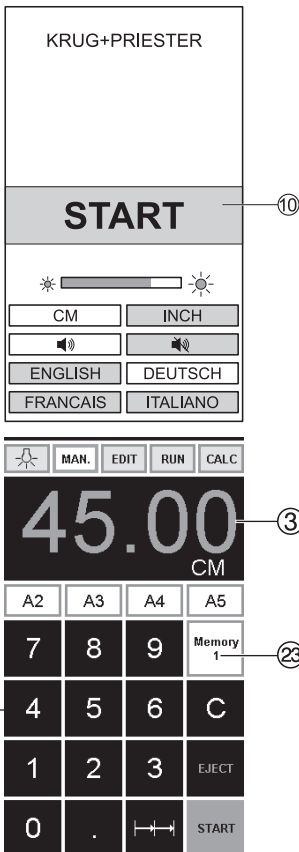 KRUG+PRIESTER
START
⑩
CM INCH
ENGLISH DEUTSCH
FRANCAIS ITALIANO
MAN. EDIT RUN CALC
45.00
③
CM
A2 A3 A4 A5
7 8 9 Memory
1
㉓
4 5 6 C
1 2 3 EJECT
0 . START